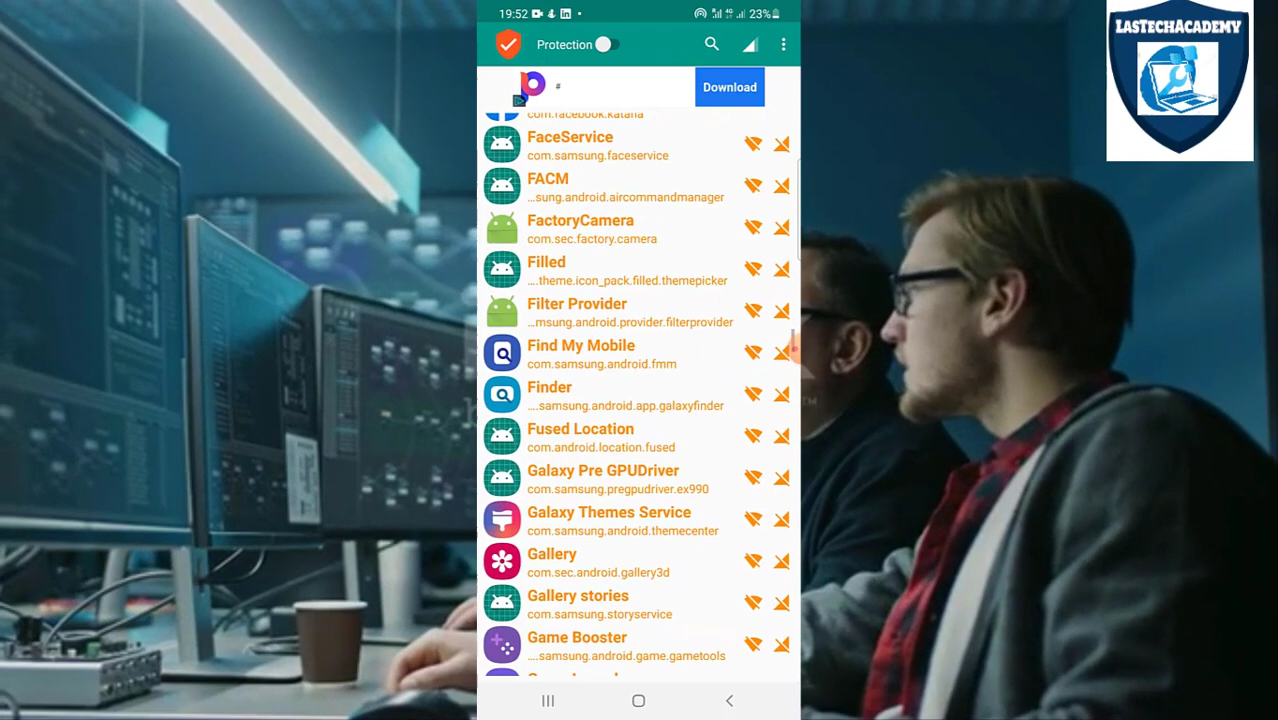 19:52
23%
LASTECHACADEMY
Protection
#
Download
com.facebook.katana
FaceService
com.samsung.faceservice
FACM
...sung.android.aircommandmanager
FactoryCamera
com.sec.factory.camera
Filled
....theme.icon_pack.filled.themepicker
Filter Provider
...msung.android.provider.filterprovider
Find My Mobile
com.samsung.android.fmm
Finder
....samsung.android.app.galaxyfinder
Fused Location
com.android.location.fused
Galaxy Pre GPUDriver
com.samsung.pregpudriver.ex990
Galaxy Themes Service
com.samsung.android.themecenter
Gallery
com.sec.android.gallery3d
Gallery stories
com.samsung.storyservice
Game Booster
....samsung.android.game.gametools